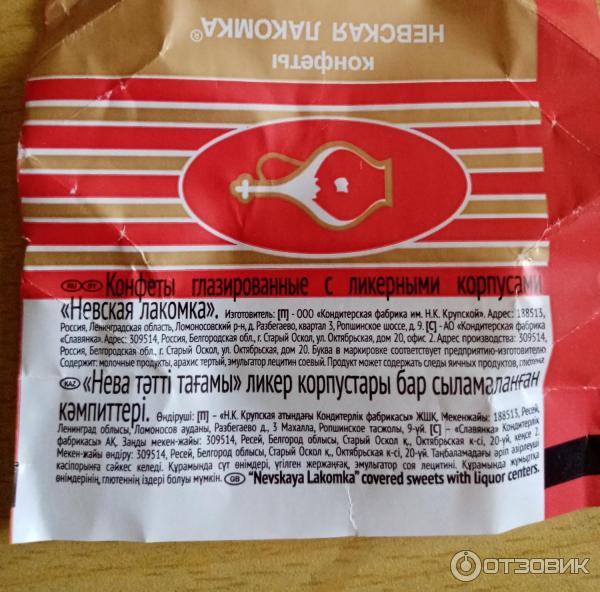 КОНФЕТЫ
НЕВСКАЯ ЛАКОМКА®
RU BY Конфеты глазированные с ликерными корпусами
«Невская лакомка». Изготовитель: [П] - ООО «Кондитерская фабрика им. Н.К. Крупской». Адрес: 188513,
Россия, Ленинградская область, Ломоносовский р-н, д. Разбегаево, квартал 3, Ропшинское шоссе, д. 9. [С] - АО «Кондитерская фабрика
«Славянка». Адрес: 309514, Россия, Белгородская обл., г. Старый Оскол, ул. Октябрьская, дом 20, офис 2. Адрес производства: 309514,
Россия, Белгородская обл., г. Старый Оскол, ул. Октябрьская, дом 20. Буква в маркировке соответствует предприятию-изготовителю.
Содержит: молочные продукты, арахис тертый, эмульгатор лецитин соевый. Продукт может содержать следы яичных продуктов, глютена
KAZ «Нева тәтті тағамы» ликер корпустары бар сыламаланған
кәмпиттері. Өндіруші: [П] – «Н.К. Крупская атындағы Кондитерлік фабрикасы» ЖШҚ, Мекенжайы: 188513, Ресей,
Ленинград облысы, Ломоносов ауданы, Разбегаево д., 3 Махалла, Ропшинск тасжолы, 9-үй. [С] – «Славянка» Кондитерлік
фабрикасы» АҚ, Заңды мекен-жайы: 309514, Ресей, Белгород облысы, Старый Оскол қ., Октябрьская к-сі, 20-үй, кеңсе 2.
Мекен-жайы өндіру: 309514, Ресей, Белгород облысы, Старый Оскол қ., Октябрьская к-сі, 20-үй. Таңбаламадағы әріп әзірлеуші
кәсіпорынға сәйкес келеді. Құрамында сүт өнімдері, үгілген жержаңғақ, эмульгатор соя лецитині. Құрамында жұмыртқа
өнімдерінің, глютеннің іздері болуы мүмкін. GB "Nevskaya Lakomka" covered sweets with liquor centers.
ОТЗОВИК